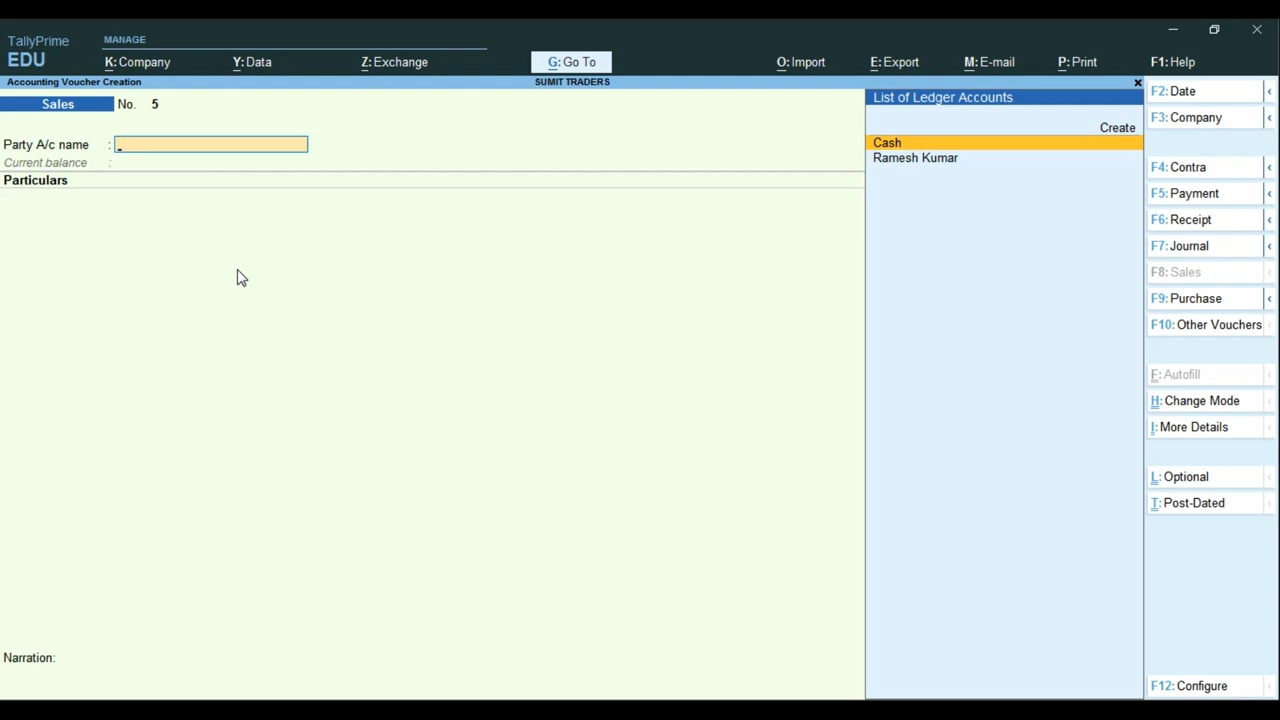 TallyPrime
EDU
MANAGE
K: Company
Y: Data
Z: Exchange
G: Go To
O: Import
E: Export
M: E-mail
P: Print
F1: Help
Accounting Voucher Creation
SUMIT TRADERS
Sales No. 5
Party A/c name :
Current balance :
Particulars
Narration:
List of Ledger Accounts
Create
Cash
Ramesh Kumar
F2: Date
F3: Company
F4: Contra
F5: Payment
F6: Receipt
F7: Journal
F8: Sales
F9: Purchase
F10: Other Vouchers
F: Autofill
H: Change Mode
I: More Details
L: Optional
T: Post-Dated
F12: Configure